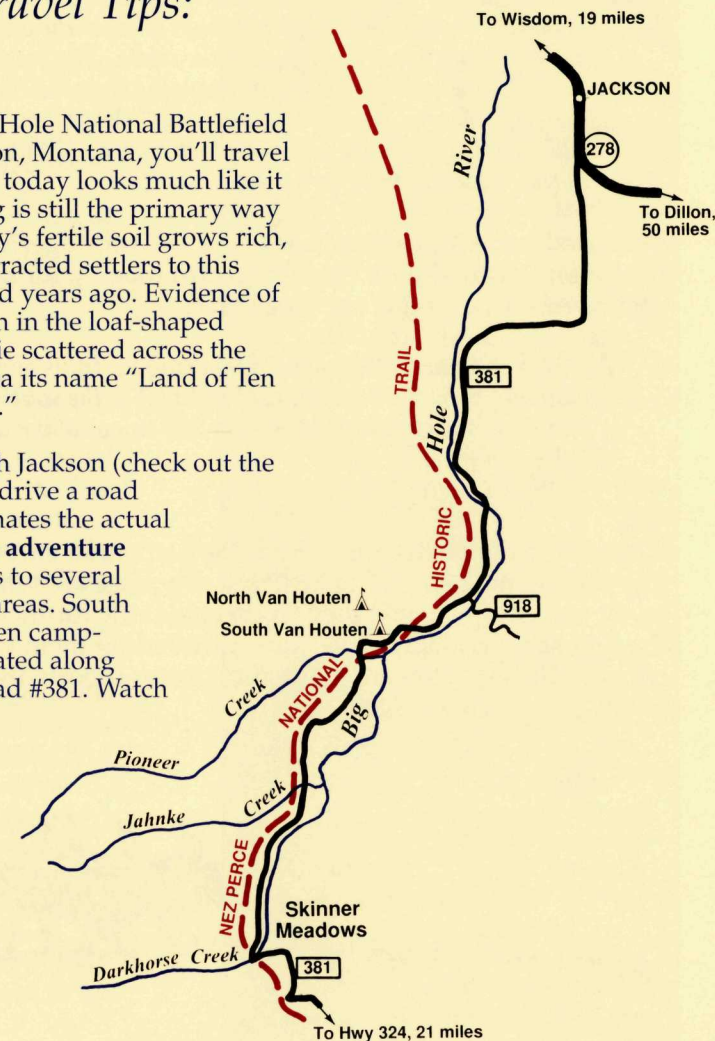 Travel Tips:
Hole National Battlefield
on, Montana, you'll travel
today looks much like it
g is still the primary way
y's fertile soil grows rich,
racted settlers to this
d years ago. Evidence of
n in the loaf-shaped
ie scattered across the
a its name "Land of Ten
."
h Jackson (check out the
drive a road
nates the actual
adventure
s to several
areas. South
en camp-
ated along
ad #381. Watch
To Wisdom, 19 miles
JACKSON
278
To Dillon,
50 miles
River
TRAIL
381
Hole
HISTORIC
North Van Houten
918
South Van Houten
NATIONAL
Creek
Big
Pioneer
Creek
Jahnke
NEZ PERCE
Skinner
Meadows
Darkhorse Creek
381
To Hwy 324, 21 miles